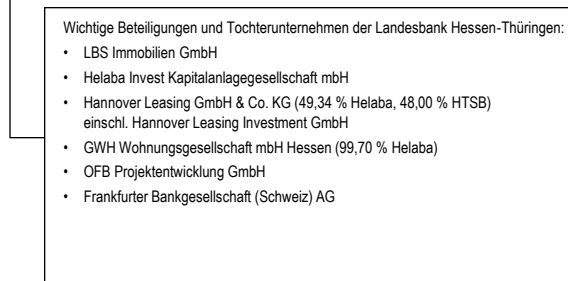 Wichtige Beteiligungen und Tochterunternehmen der Landesbank Hessen-Thüringen:
• LBS Immobilien GmbH
• Helaba Invest Kapitalanlagegesellschaft mbH
• Hannover Leasing GmbH & Co. KG (49,34 % Helaba, 48,00 % HTSB)
einschl. Hannover Leasing Investment GmbH
• GWH Wohnungsgesellschaft mbH Hessen (99,70 % Helaba)
• OFB Projektentwicklung GmbH
• Frankfurter Bankgesellschaft (Schweiz) AG